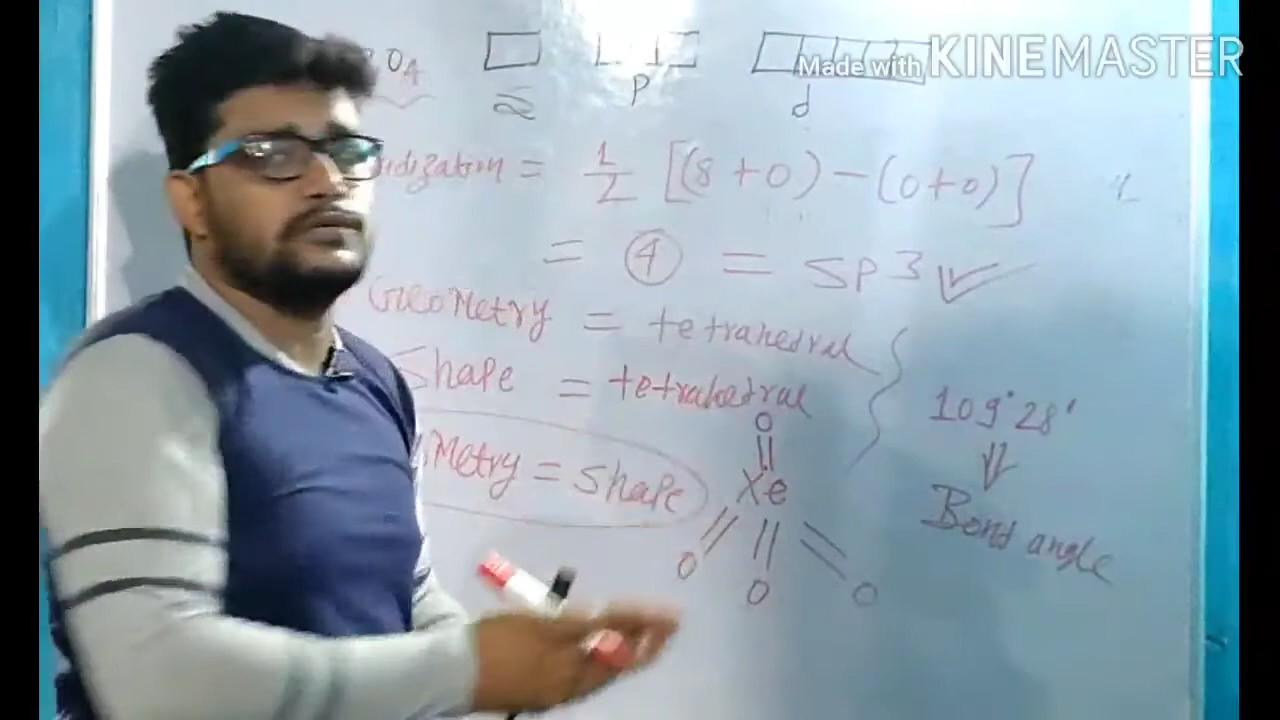 O4
Made with KINEMASTER
S P d
= 1/2 [(8+0)-(0+0)]
= 4 = SP3 ✓
Geometry = tetrahedral
Shape = tetrahedral
109°28'
Bond angle
= Shape
O
Xe
O O O